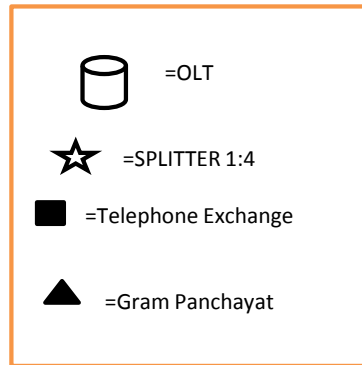 =OLT
=SPLITTER 1:4
=Telephone Exchange
=Gram Panchayat